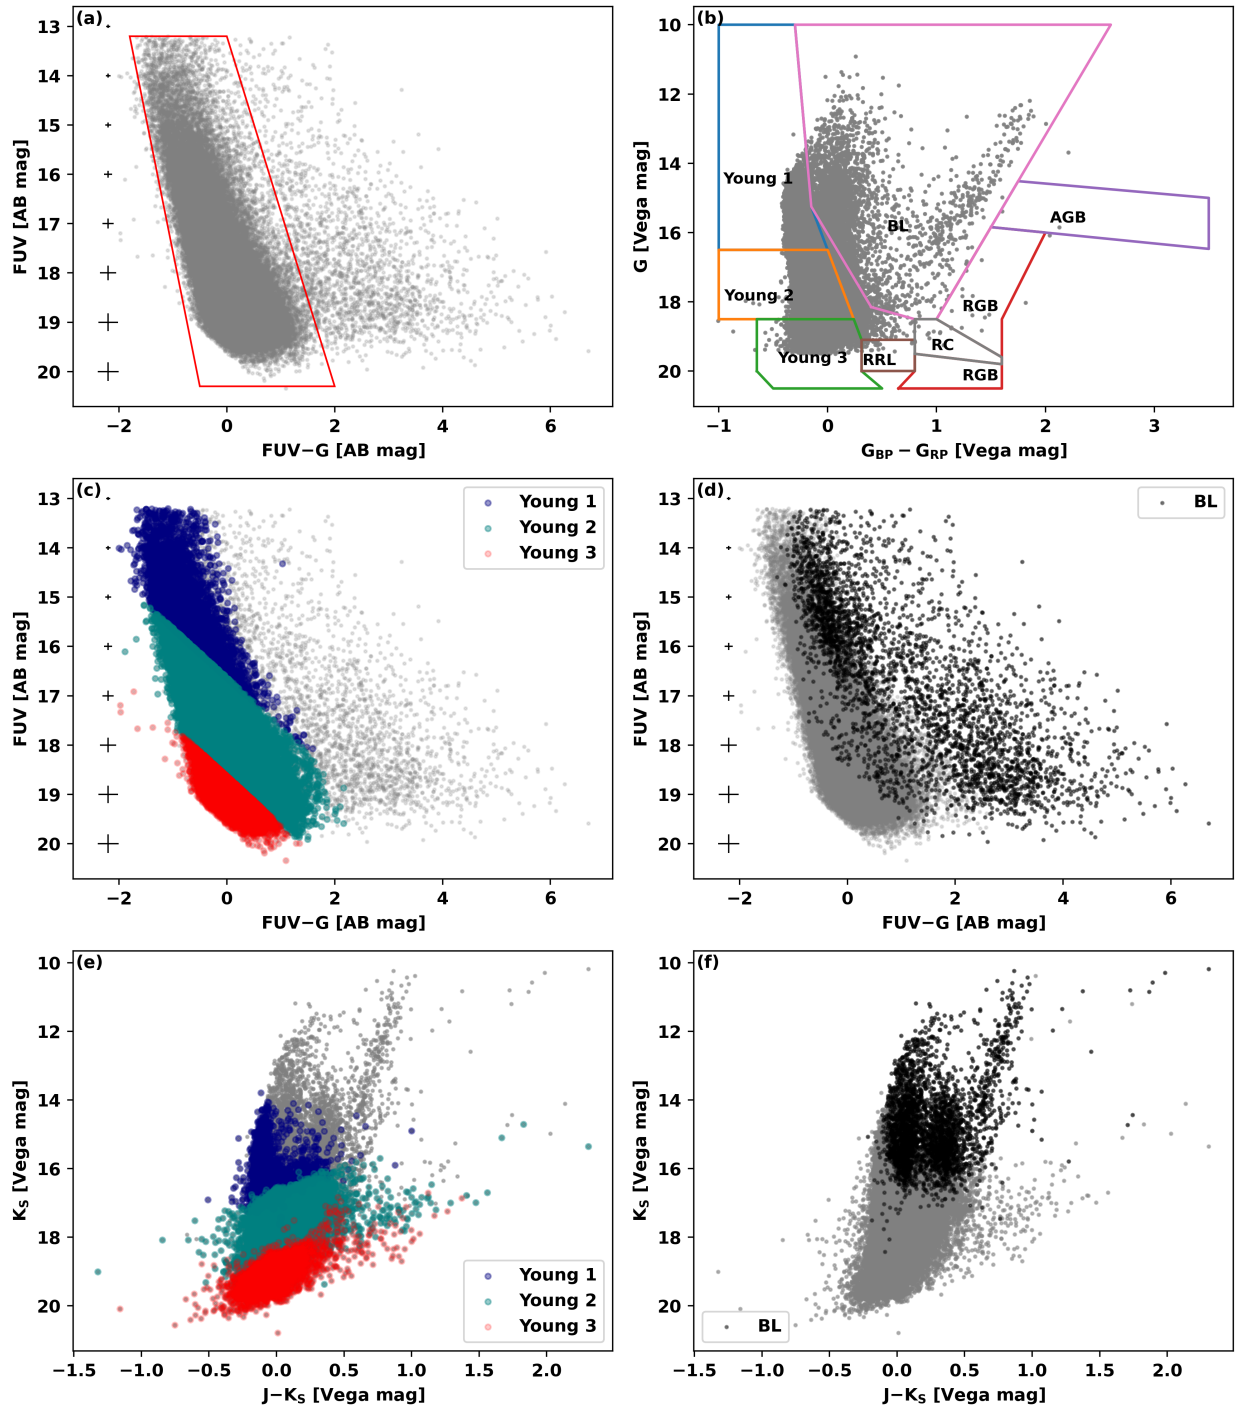 (a)
13
14
15
16
17
18
19
20
FUV [AB mag]
−2 0 2 4 6
FUV−G [AB mag]
(b)
10
12
14
16
18
20
G [Vega mag]
Young 1
Young 2
Young 3
BL
AGB
RGB
RC
RRL
RGB
−1 0 1 2 3
G_BP − G_RP [Vega mag]
(c)
Young 1
Young 2
Young 3
13
14
15
16
17
18
19
20
FUV [AB mag]
−2 0 2 4 6
FUV−G [AB mag]
(d)
BL
13
14
15
16
17
18
19
20
FUV [AB mag]
−2 0 2 4 6
FUV−G [AB mag]
(e)
10
12
14
16
18
20
K_S [Vega mag]
Young 1
Young 2
Young 3
−1.5 −1.0 −0.5 0.0 0.5 1.0 1.5 2.0
J−K_S [Vega mag]
(f)
10
12
14
16
18
20
K_S [Vega mag]
BL
−1.5 −1.0 −0.5 0.0 0.5 1.0 1.5 2.0
J−K_S [Vega mag]